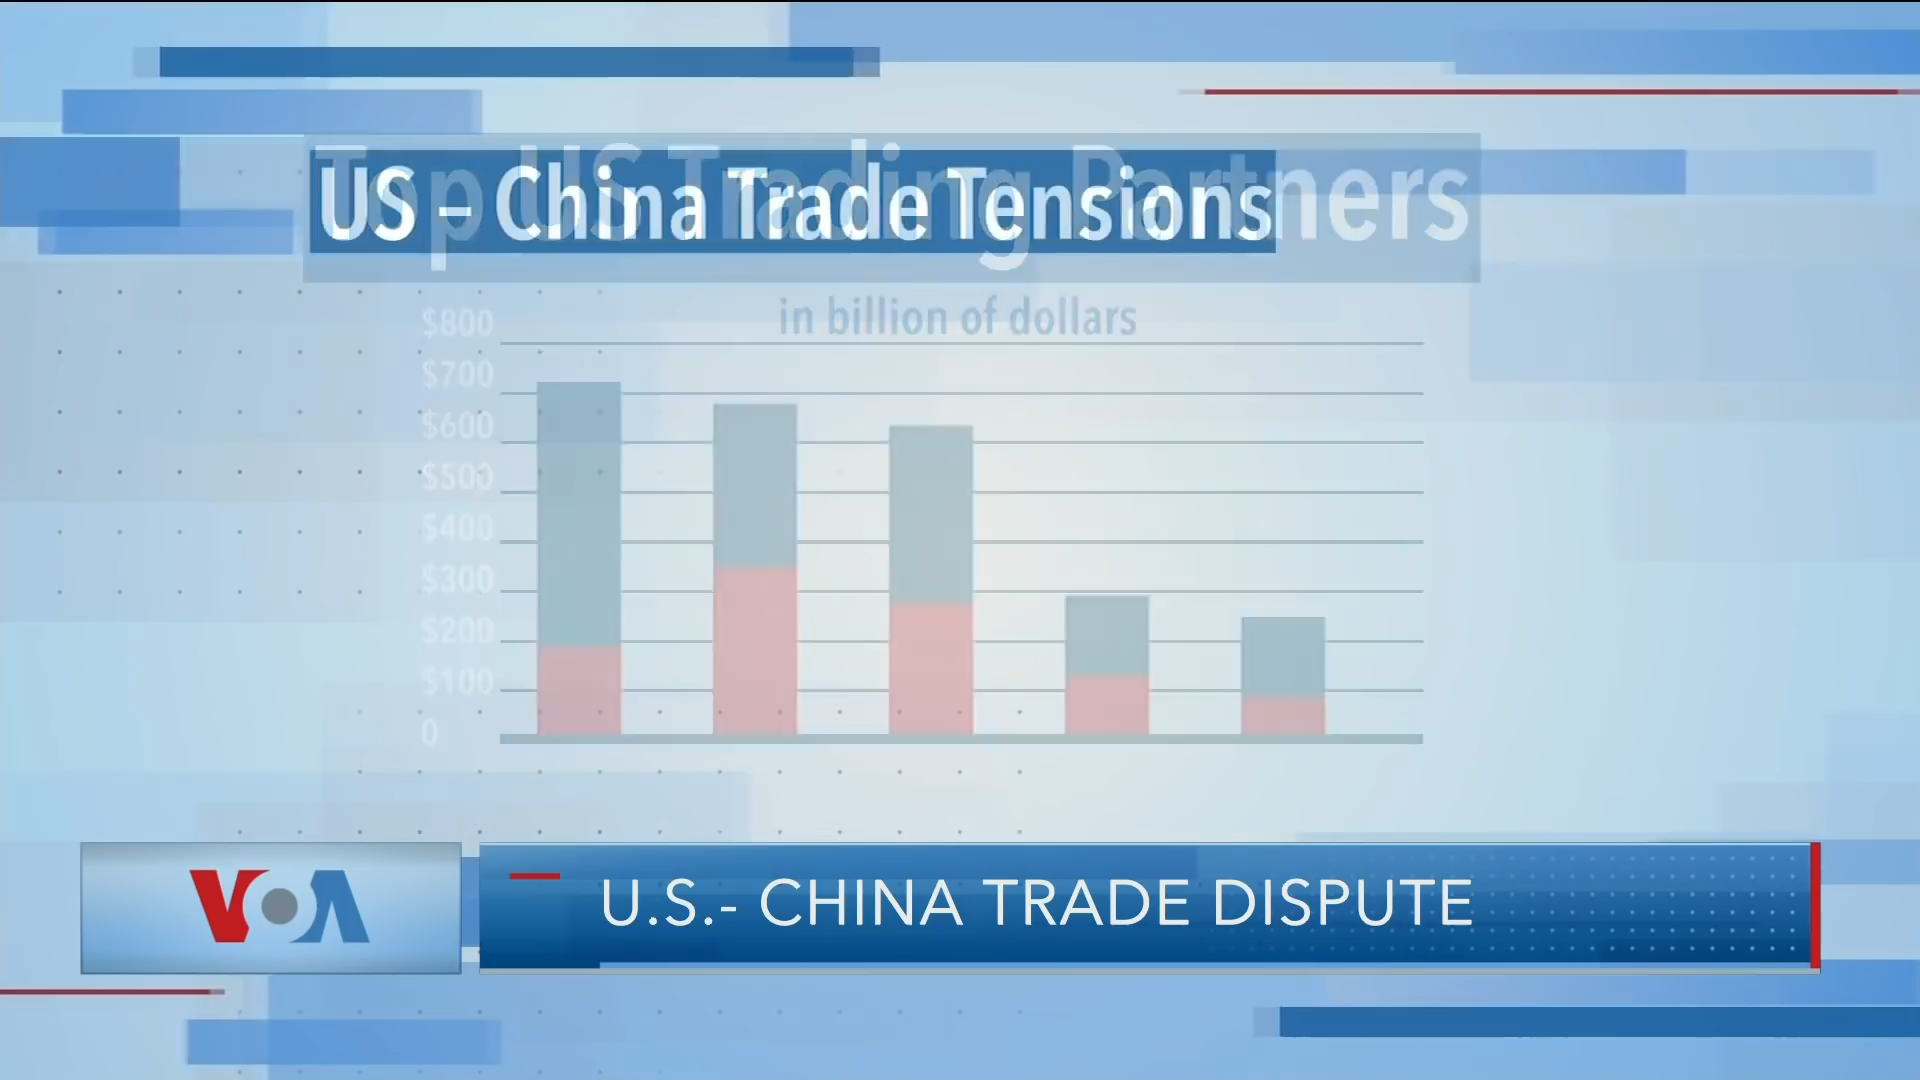 Top US Trading Partners
US – China Trade Tensions
in billion of dollars
$800
$700
$600
$500
$400
$300
$200
$100
0
VOA
U.S.- CHINA TRADE DISPUTE